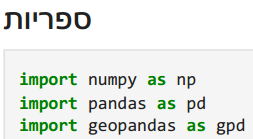 ספריות
import numpy as np
import pandas as pd
import geopandas as gpd